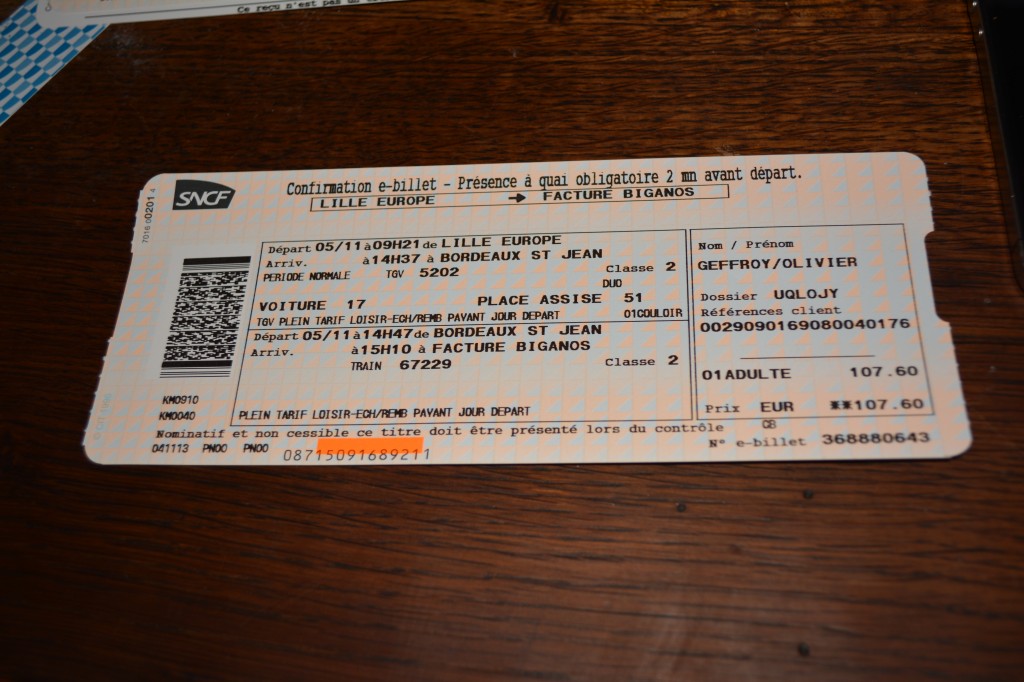 Ce reçu n'est pas un
7016 00201 4
SNCF
Confirmation e-billet - Présence à quai obligatoire 2 mn avant départ.
LILLE EUROPE → FACTURE BIGANOS
Départ 05/11 à 09H21 de LILLE EUROPE
Arriv. à 14H37 à BORDEAUX ST JEAN
PERIODE NORMALE TGV 5202 Classe 2
DUO
VOITURE 17 PLACE ASSISE 51
TGV PLEIN TARIF LOISIR-ECH/REMB PAYANT JOUR DEPART 01COULOIR
Départ 05/11 à 14H47 de BORDEAUX ST JEAN
Arriv. à 15H10 à FACTURE BIGANOS
TRAIN 67229 Classe 2
PLEIN TARIF LOISIR-ECH/REMB PAYANT JOUR DEPART
Nom / Prénom
GEFFROY/OLIVIER
Dossier UQLOJY
Références client
0029090169080040176
01ADULTE 107.60
Prix EUR **107.60
CB
N° e-billet 368880643
KM0910
KM0040
Nominatif et non cessible ce titre doit être présenté lors du contrôle
041113 PN00 PN00
08715091689211